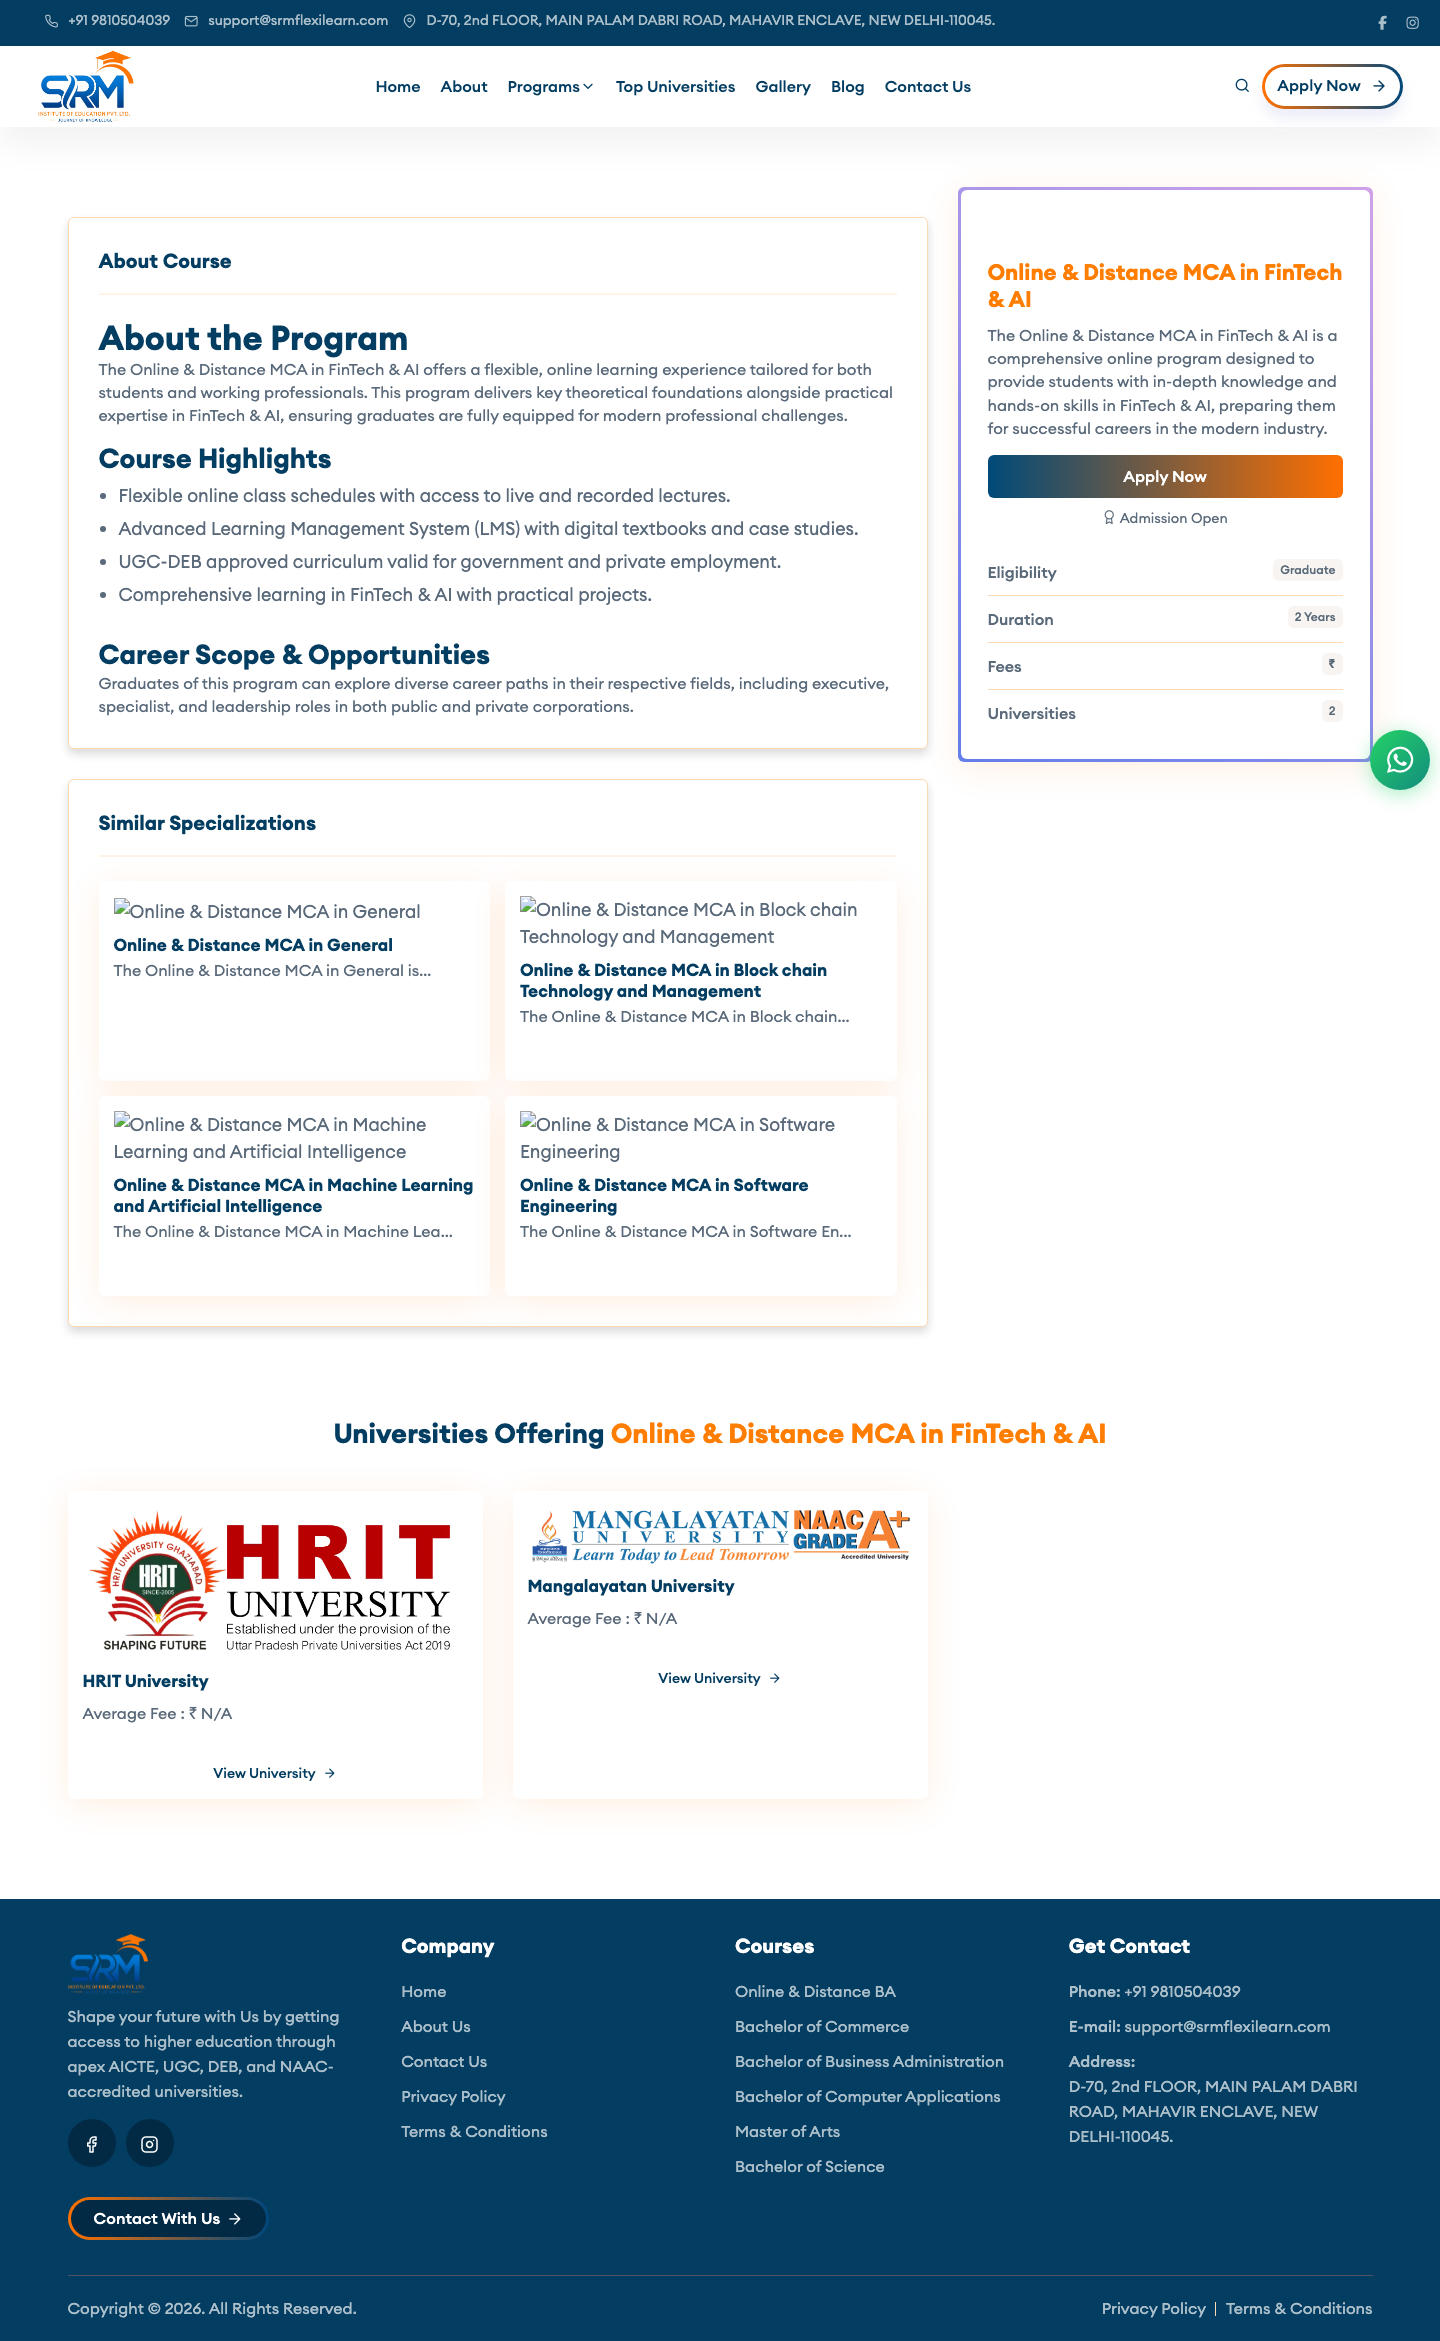 +91 9810504039 support@srmflexilearn.com D-70, 2nd FLOOR, MAIN PALAM DABRI ROAD, MAHAVIR ENCLAVE, NEW DELHI-110045.
SRM
INSTITUTE OF EDUCATION PVT. LTD.
JOURNEY OF KNOWLEDGE
Home About Programs Top Universities Gallery Blog Contact Us
Apply Now
About Course
About the Program
The Online & Distance MCA in FinTech & AI offers a flexible, online learning experience tailored for both
students and working professionals. This program delivers key theoretical foundations alongside practical
expertise in FinTech & AI, ensuring graduates are fully equipped for modern professional challenges.
Course Highlights
• Flexible online class schedules with access to live and recorded lectures.
• Advanced Learning Management System (LMS) with digital textbooks and case studies.
• UGC-DEB approved curriculum valid for government and private employment.
• Comprehensive learning in FinTech & AI with practical projects.
Career Scope & Opportunities
Graduates of this program can explore diverse career paths in their respective fields, including executive,
specialist, and leadership roles in both public and private corporations.
Online & Distance MCA in FinTech
& AI
The Online & Distance MCA in FinTech & AI is a
comprehensive online program designed to
provide students with in-depth knowledge and
hands-on skills in FinTech & AI, preparing them
for successful careers in the modern industry.
Apply Now
Admission Open
Eligibility Graduate
Duration 2 Years
Fees ₹
Universities 2
Similar Specializations
Online & Distance MCA in General
Online & Distance MCA in General
The Online & Distance MCA in General is...
Online & Distance MCA in Block chain
Technology and Management
Online & Distance MCA in Block chain
Technology and Management
The Online & Distance MCA in Block chain...
Online & Distance MCA in Machine
Learning and Artificial Intelligence
Online & Distance MCA in Machine Learning
and Artificial Intelligence
The Online & Distance MCA in Machine Lea...
Online & Distance MCA in Software
Engineering
Online & Distance MCA in Software
Engineering
The Online & Distance MCA in Software En...
Universities Offering Online & Distance MCA in FinTech & AI
HRIT UNIVERSITY GHAZIABAD
HRIT
SINCE-2005
SHAPING FUTURE
HRIT
UNIVERSITY
Established under the provision of the
Uttar Pradesh Private Universities Act 2019
HRIT University
Average Fee : ₹ N/A
View University
MANGALAYATAN
UNIVERSITY
Learn Today to Lead Tomorrow
NAAC
GRADE A+
Accredited University
Mangalayatan University
Average Fee : ₹ N/A
View University
SRM
INSTITUTE OF EDUCATION PVT. LTD.
Shape your future with Us by getting
access to higher education through
apex AICTE, UGC, DEB, and NAAC-
accredited universities.
Contact With Us
Company
Home
About Us
Contact Us
Privacy Policy
Terms & Conditions
Courses
Online & Distance BA
Bachelor of Commerce
Bachelor of Business Administration
Bachelor of Computer Applications
Master of Arts
Bachelor of Science
Get Contact
Phone: +91 9810504039
E-mail: support@srmflexilearn.com
Address:
D-70, 2nd FLOOR, MAIN PALAM DABRI
ROAD, MAHAVIR ENCLAVE, NEW
DELHI-110045.
Copyright © 2026. All Rights Reserved.
Privacy Policy | Terms & Conditions